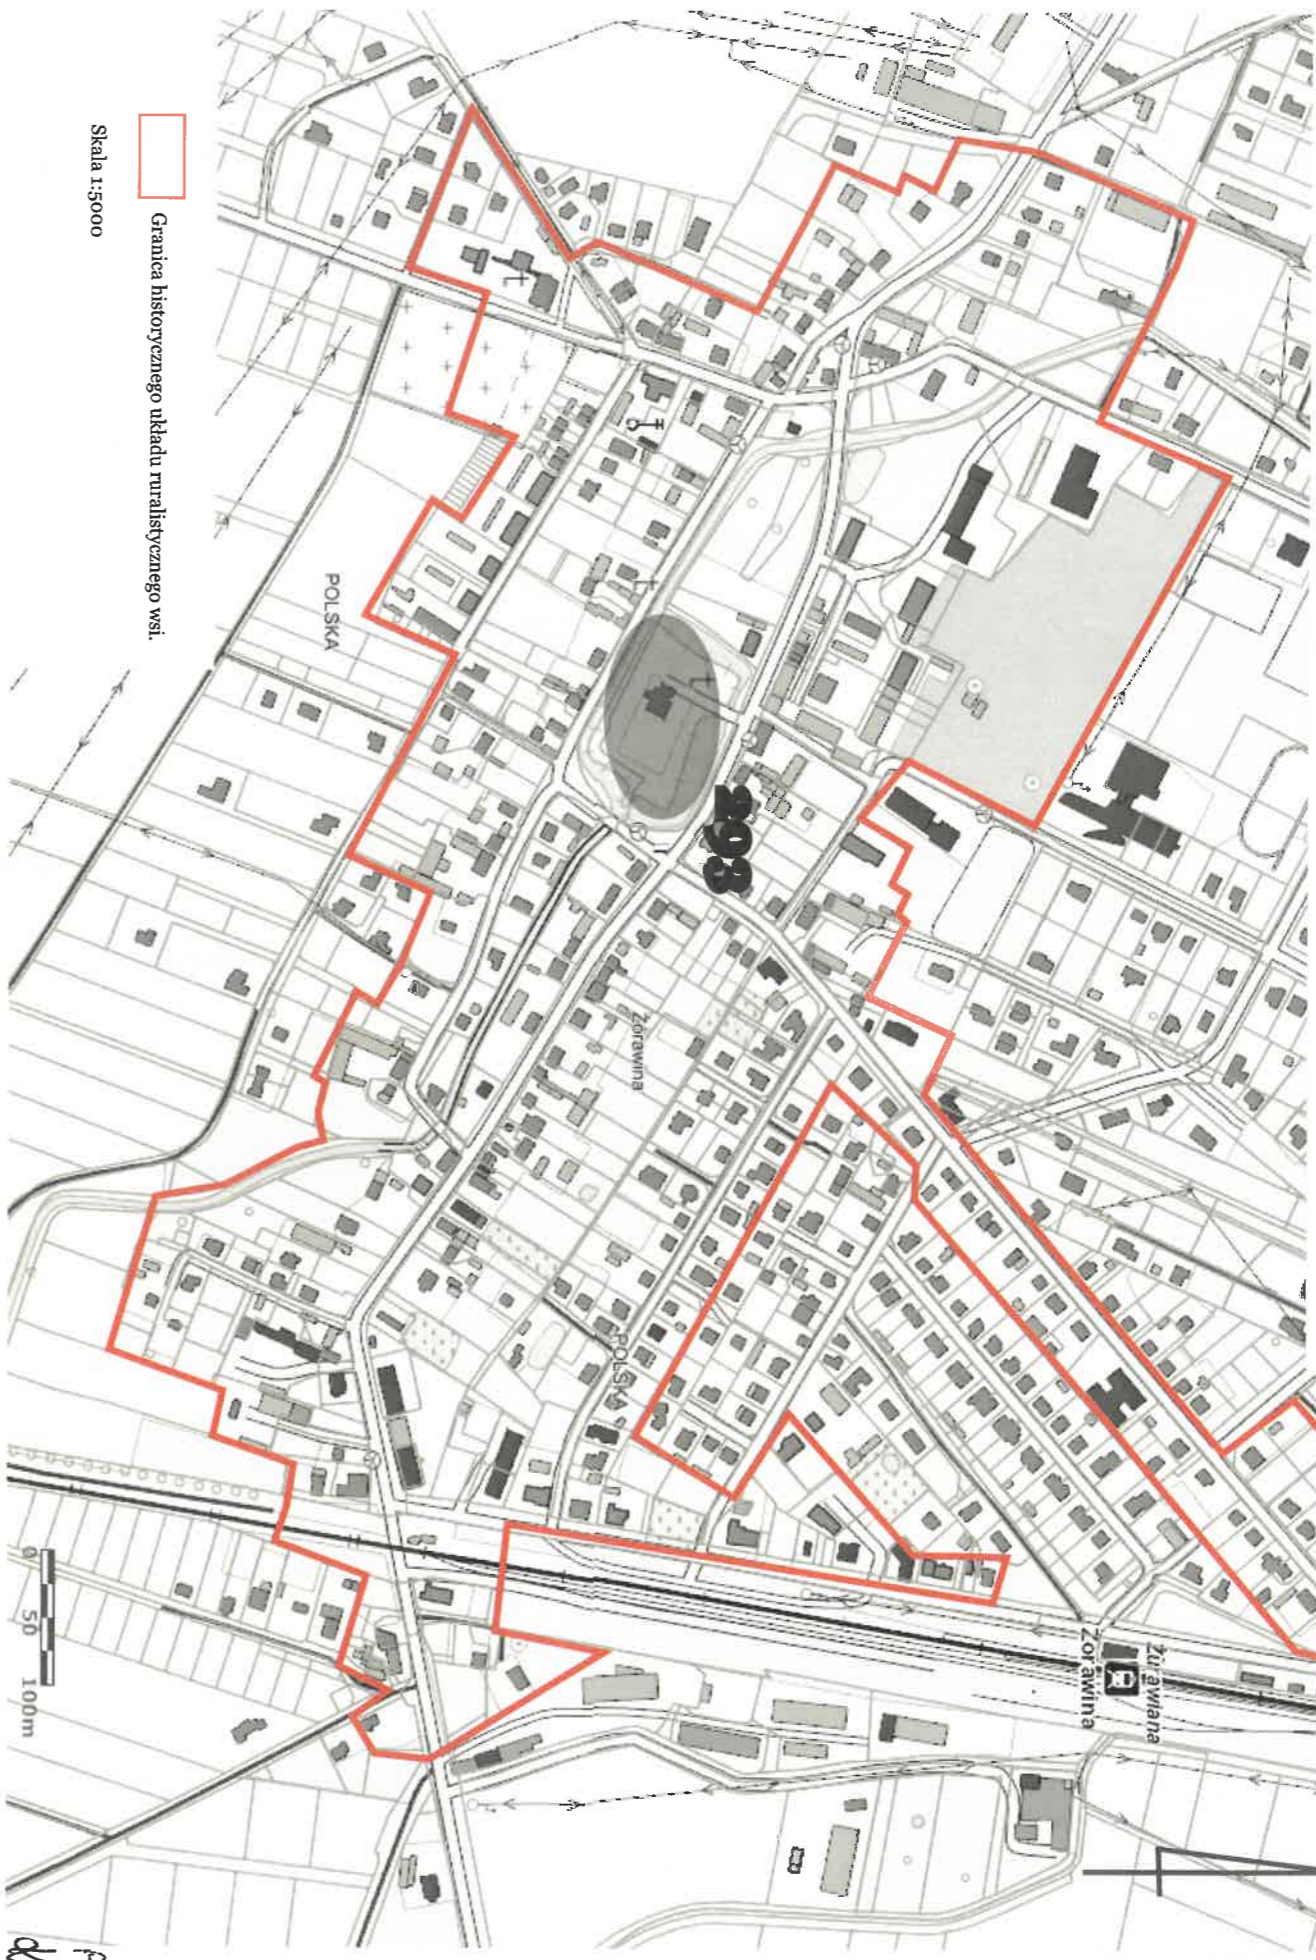 Żórawina
Żórawina
POLSKA
Żórawina
POLSKA
0 50 100m
Granica historycznego układu ruralistycznego wsi.
Skala 1:5000